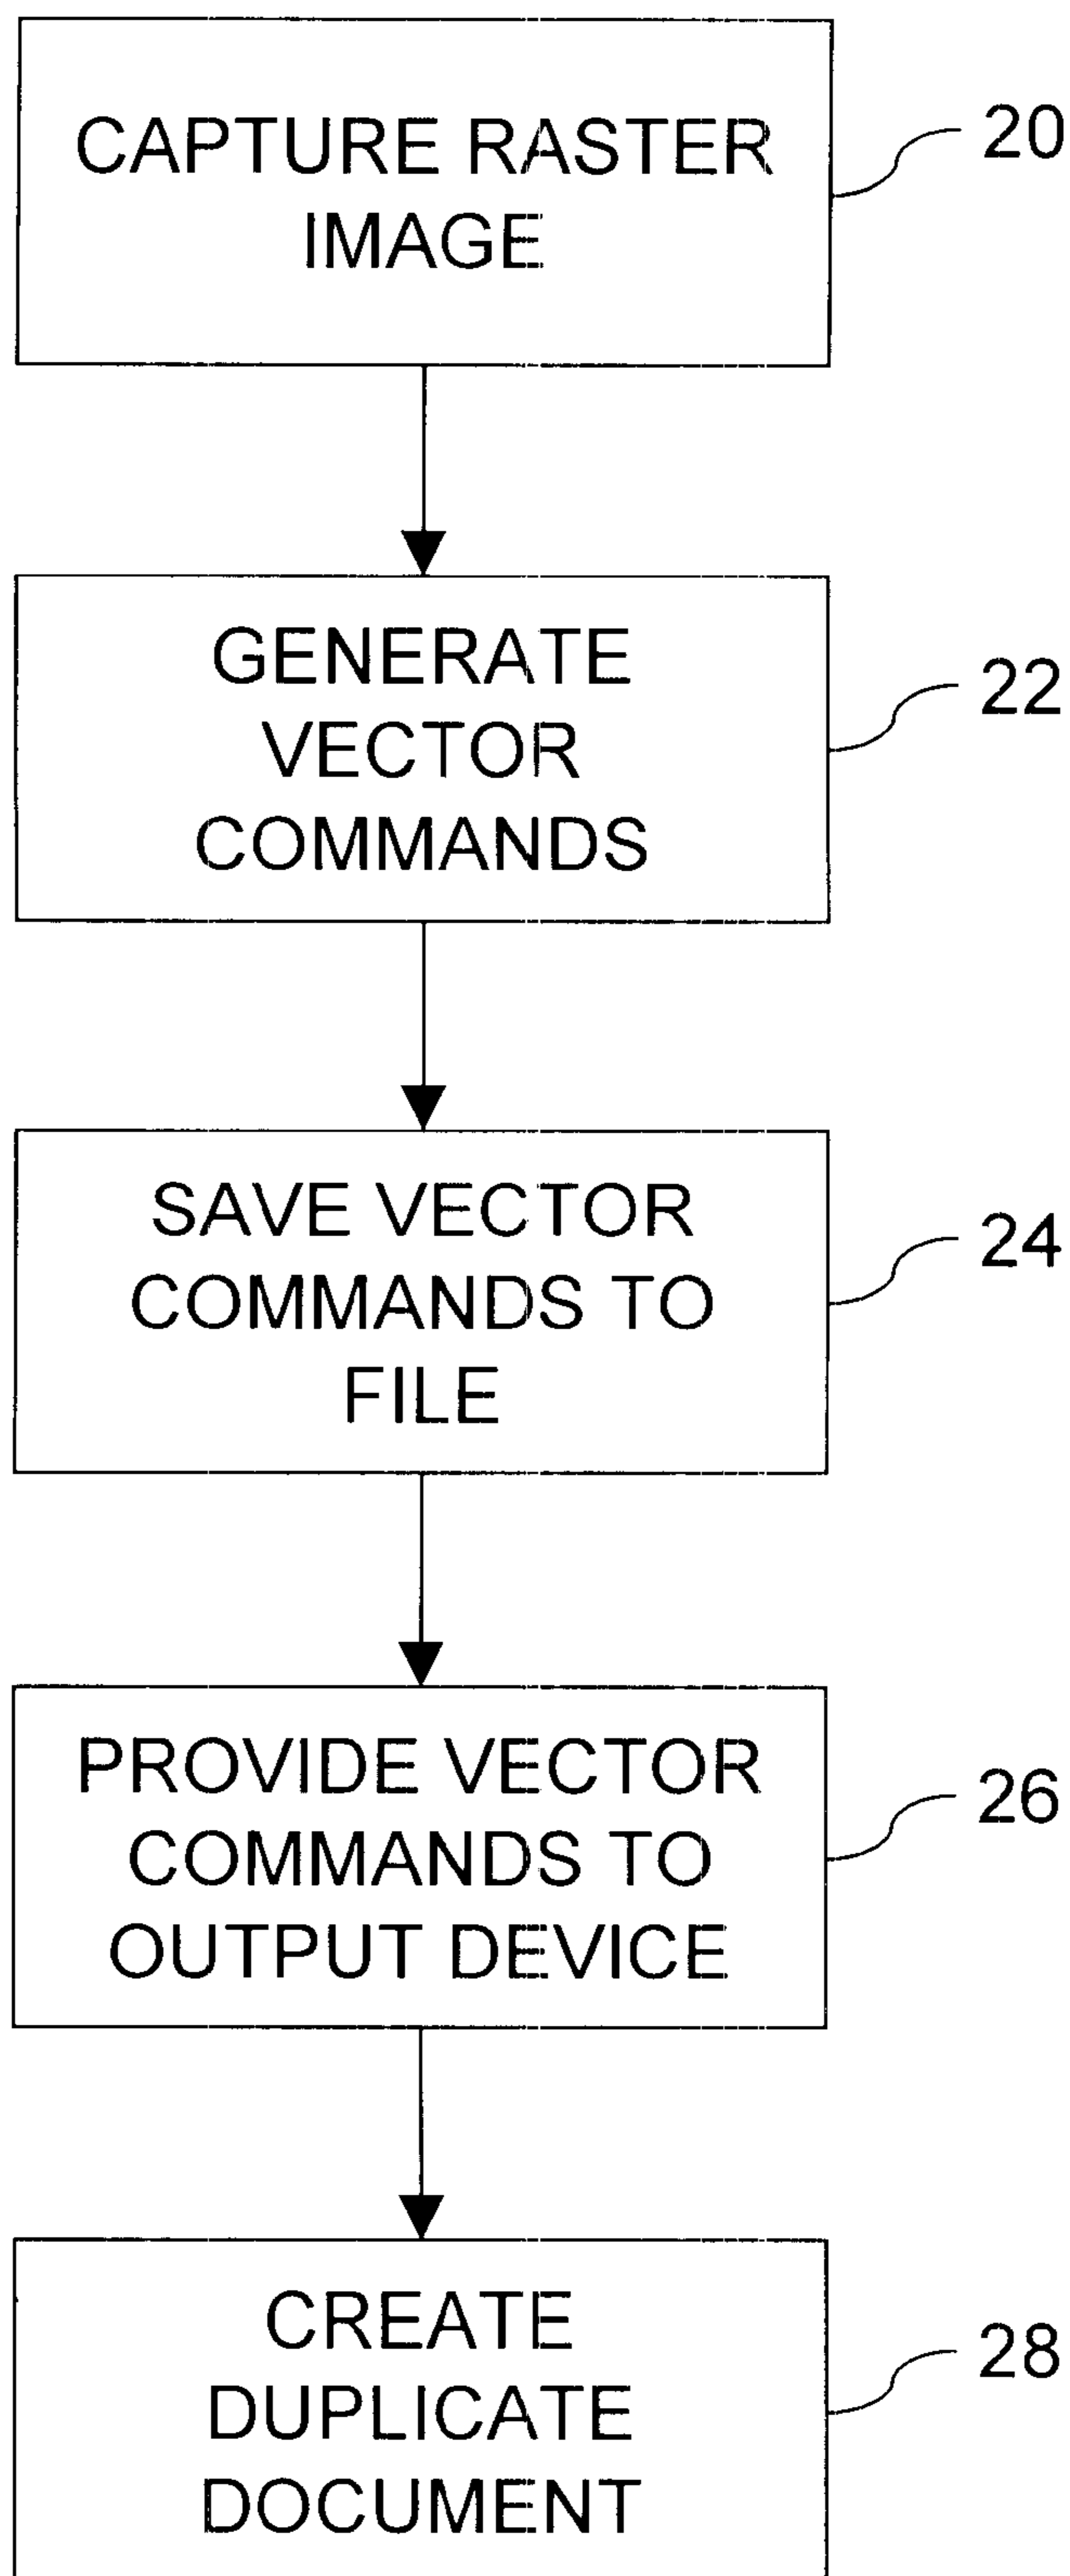 CAPTURE RASTER
IMAGE
20
GENERATE
VECTOR
COMMANDS
22
SAVE VECTOR
COMMANDS TO
FILE
24
PROVIDE VECTOR
COMMANDS TO
OUTPUT DEVICE
26
CREATE
DUPLICATE
DOCUMENT
28